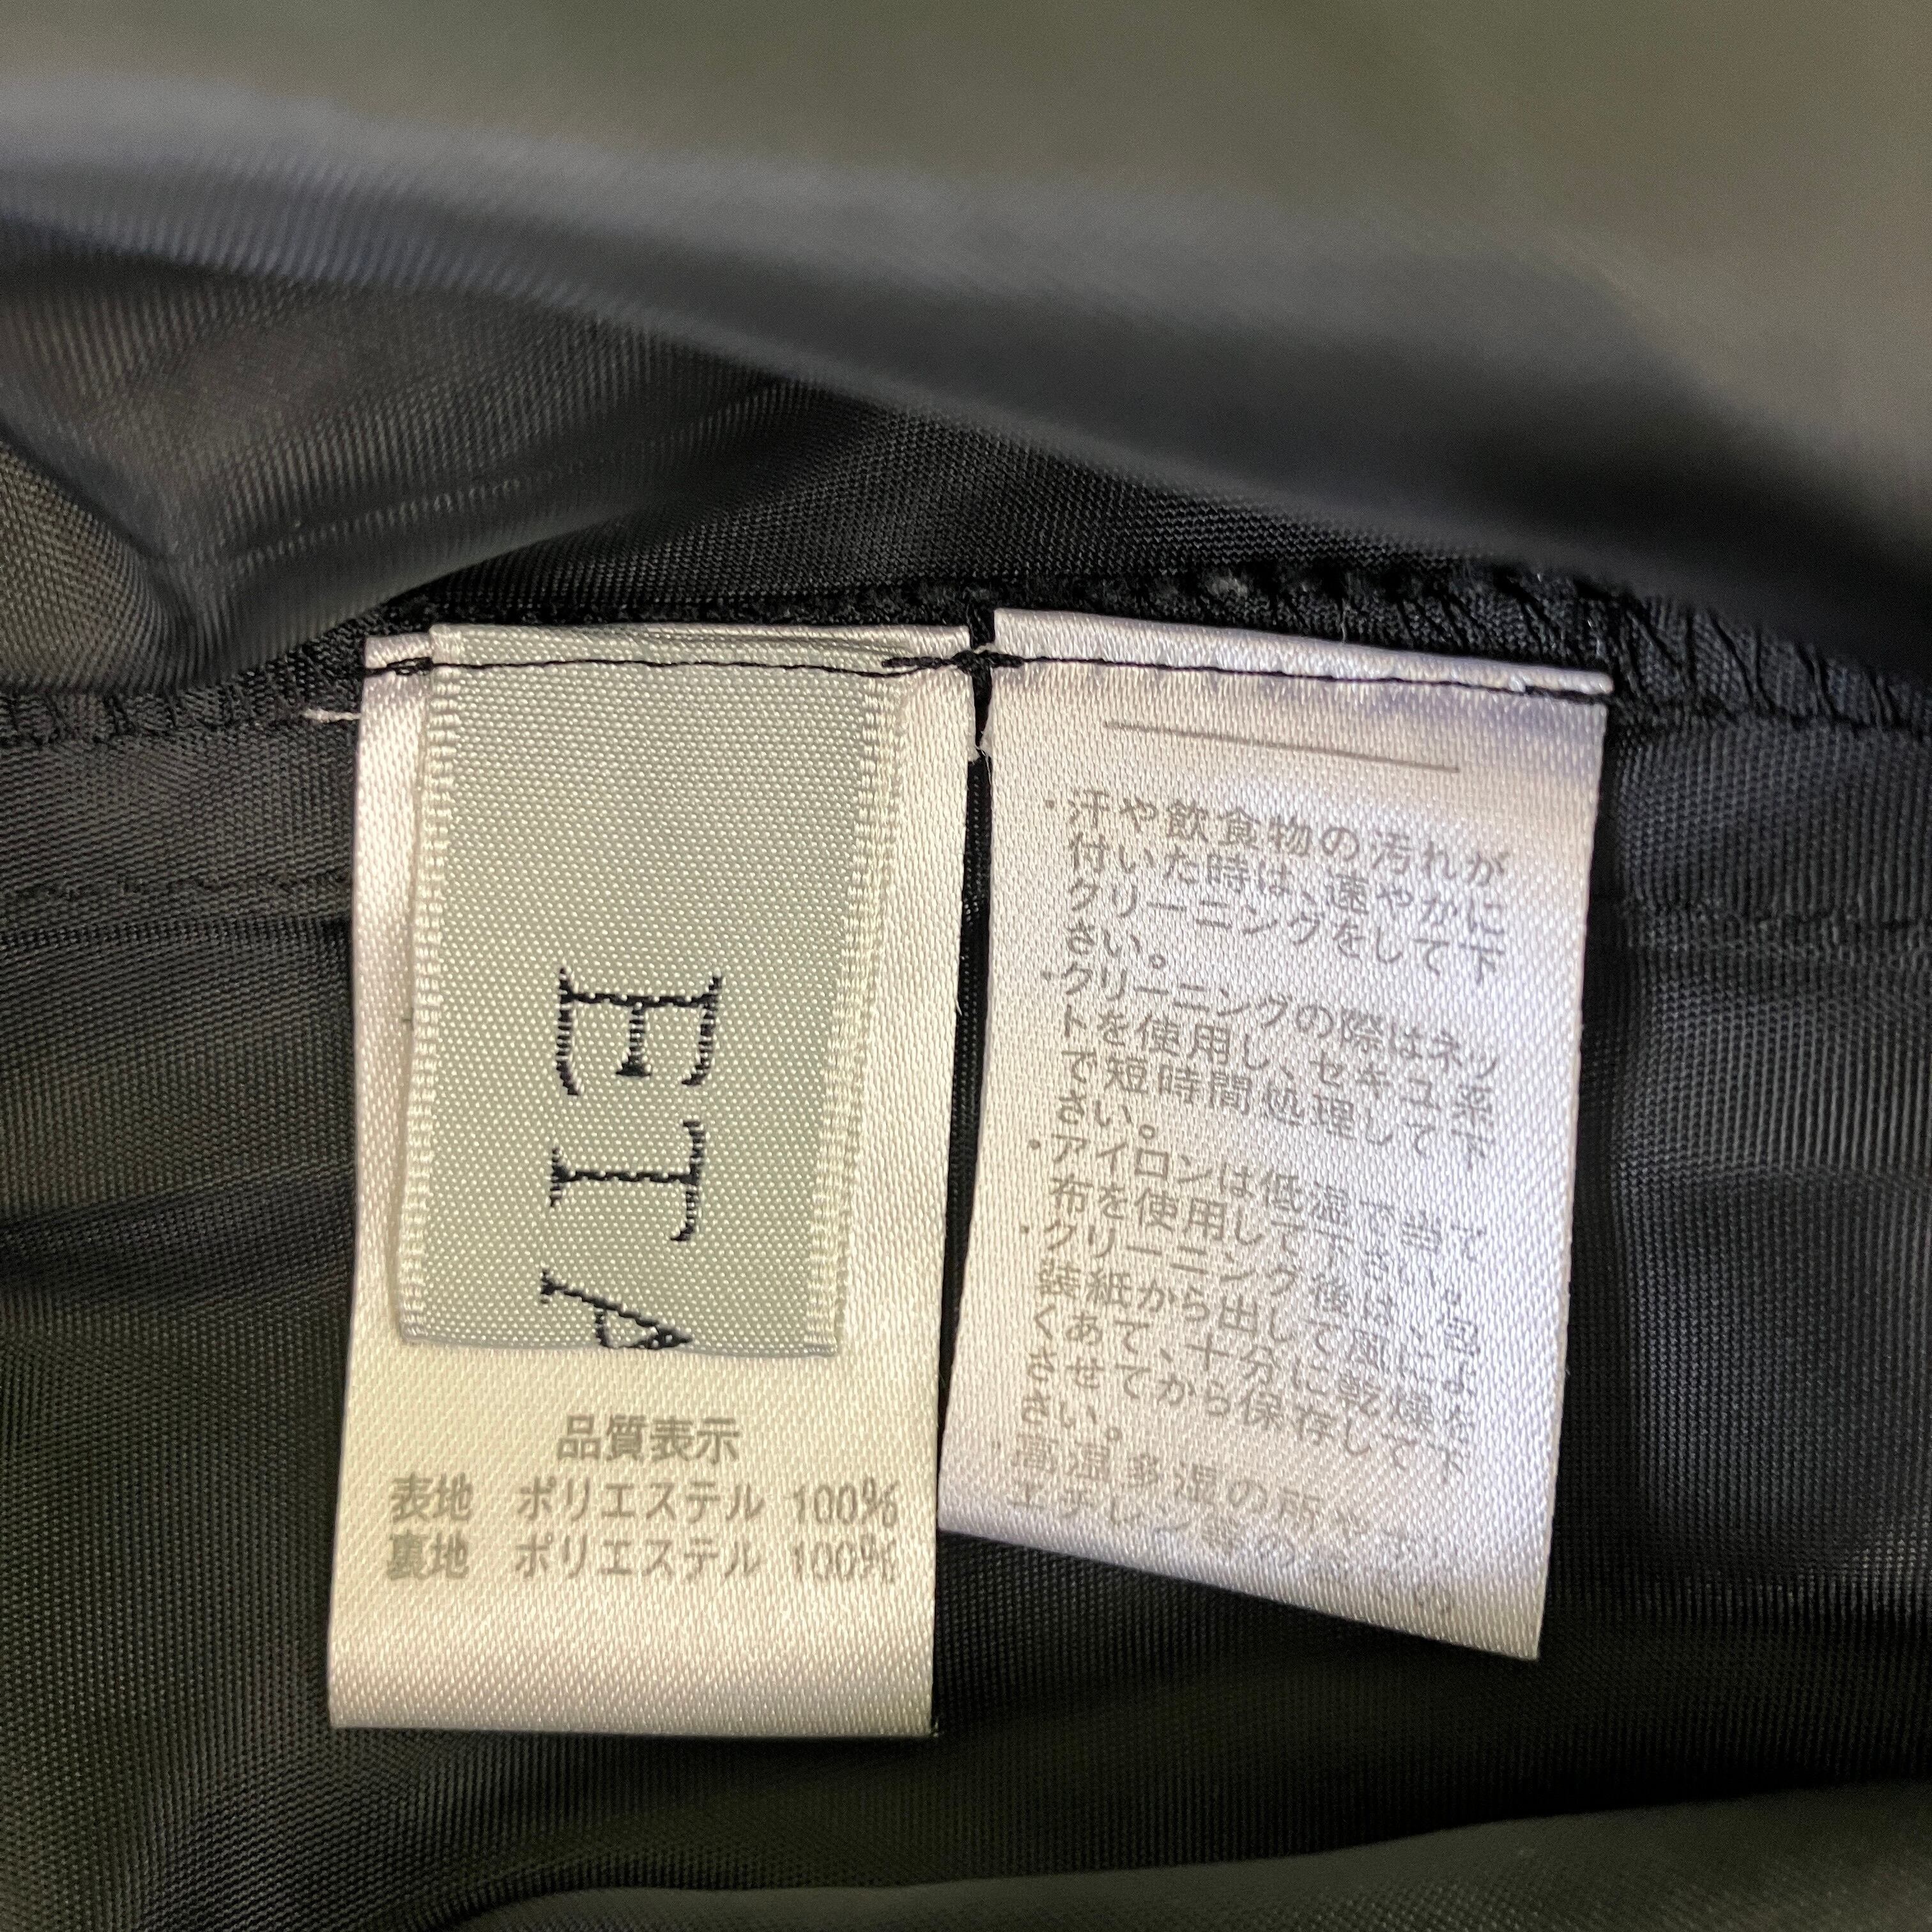 ETA
品質表示
表地 ポリエステル 100%
裏地 ポリエステル 100%
・汗や飲食物の汚れが
付いた時は、速やかに
クリーニングをして下
さい。
・クリーニングの際はネッ
トを使用し、セキユ系
で短時間処理して下
さい。
・アイロンは低温で当て
布を使用して下さい。
・クリーニング後は、包
装紙から出して風によ
くあて、十分に乾燥を
させてから保存して下
さい。
・高温多湿の所や
エチレン等の